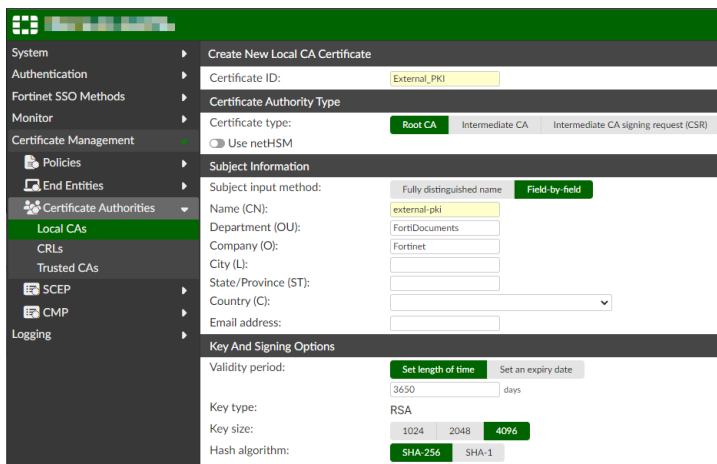 System
Authentication
Fortinet SSO Methods
Monitor
Certificate Management
Policies
End Entities
Certificate Authorities
Local CAs
CRLs
Trusted CAs
SCEP
CMP
Logging
Create New Local CA Certificate
Certificate ID: External_PKI
Certificate Authority Type
Certificate type: Root CA Intermediate CA Intermediate CA signing request (CSR)
Use netHSM
Subject Information
Subject input method: Fully distinguished name Field-by-field
Name (CN): external-pki
Department (OU): FortiDocuments
Company (O): Fortinet
City (L):
State/Province (ST):
Country (C):
Email address:
Key And Signing Options
Validity period: Set length of time Set an expiry date
3650 days
Key type: RSA
Key size: 1024 2048 4096
Hash algorithm: SHA-256 SHA-1